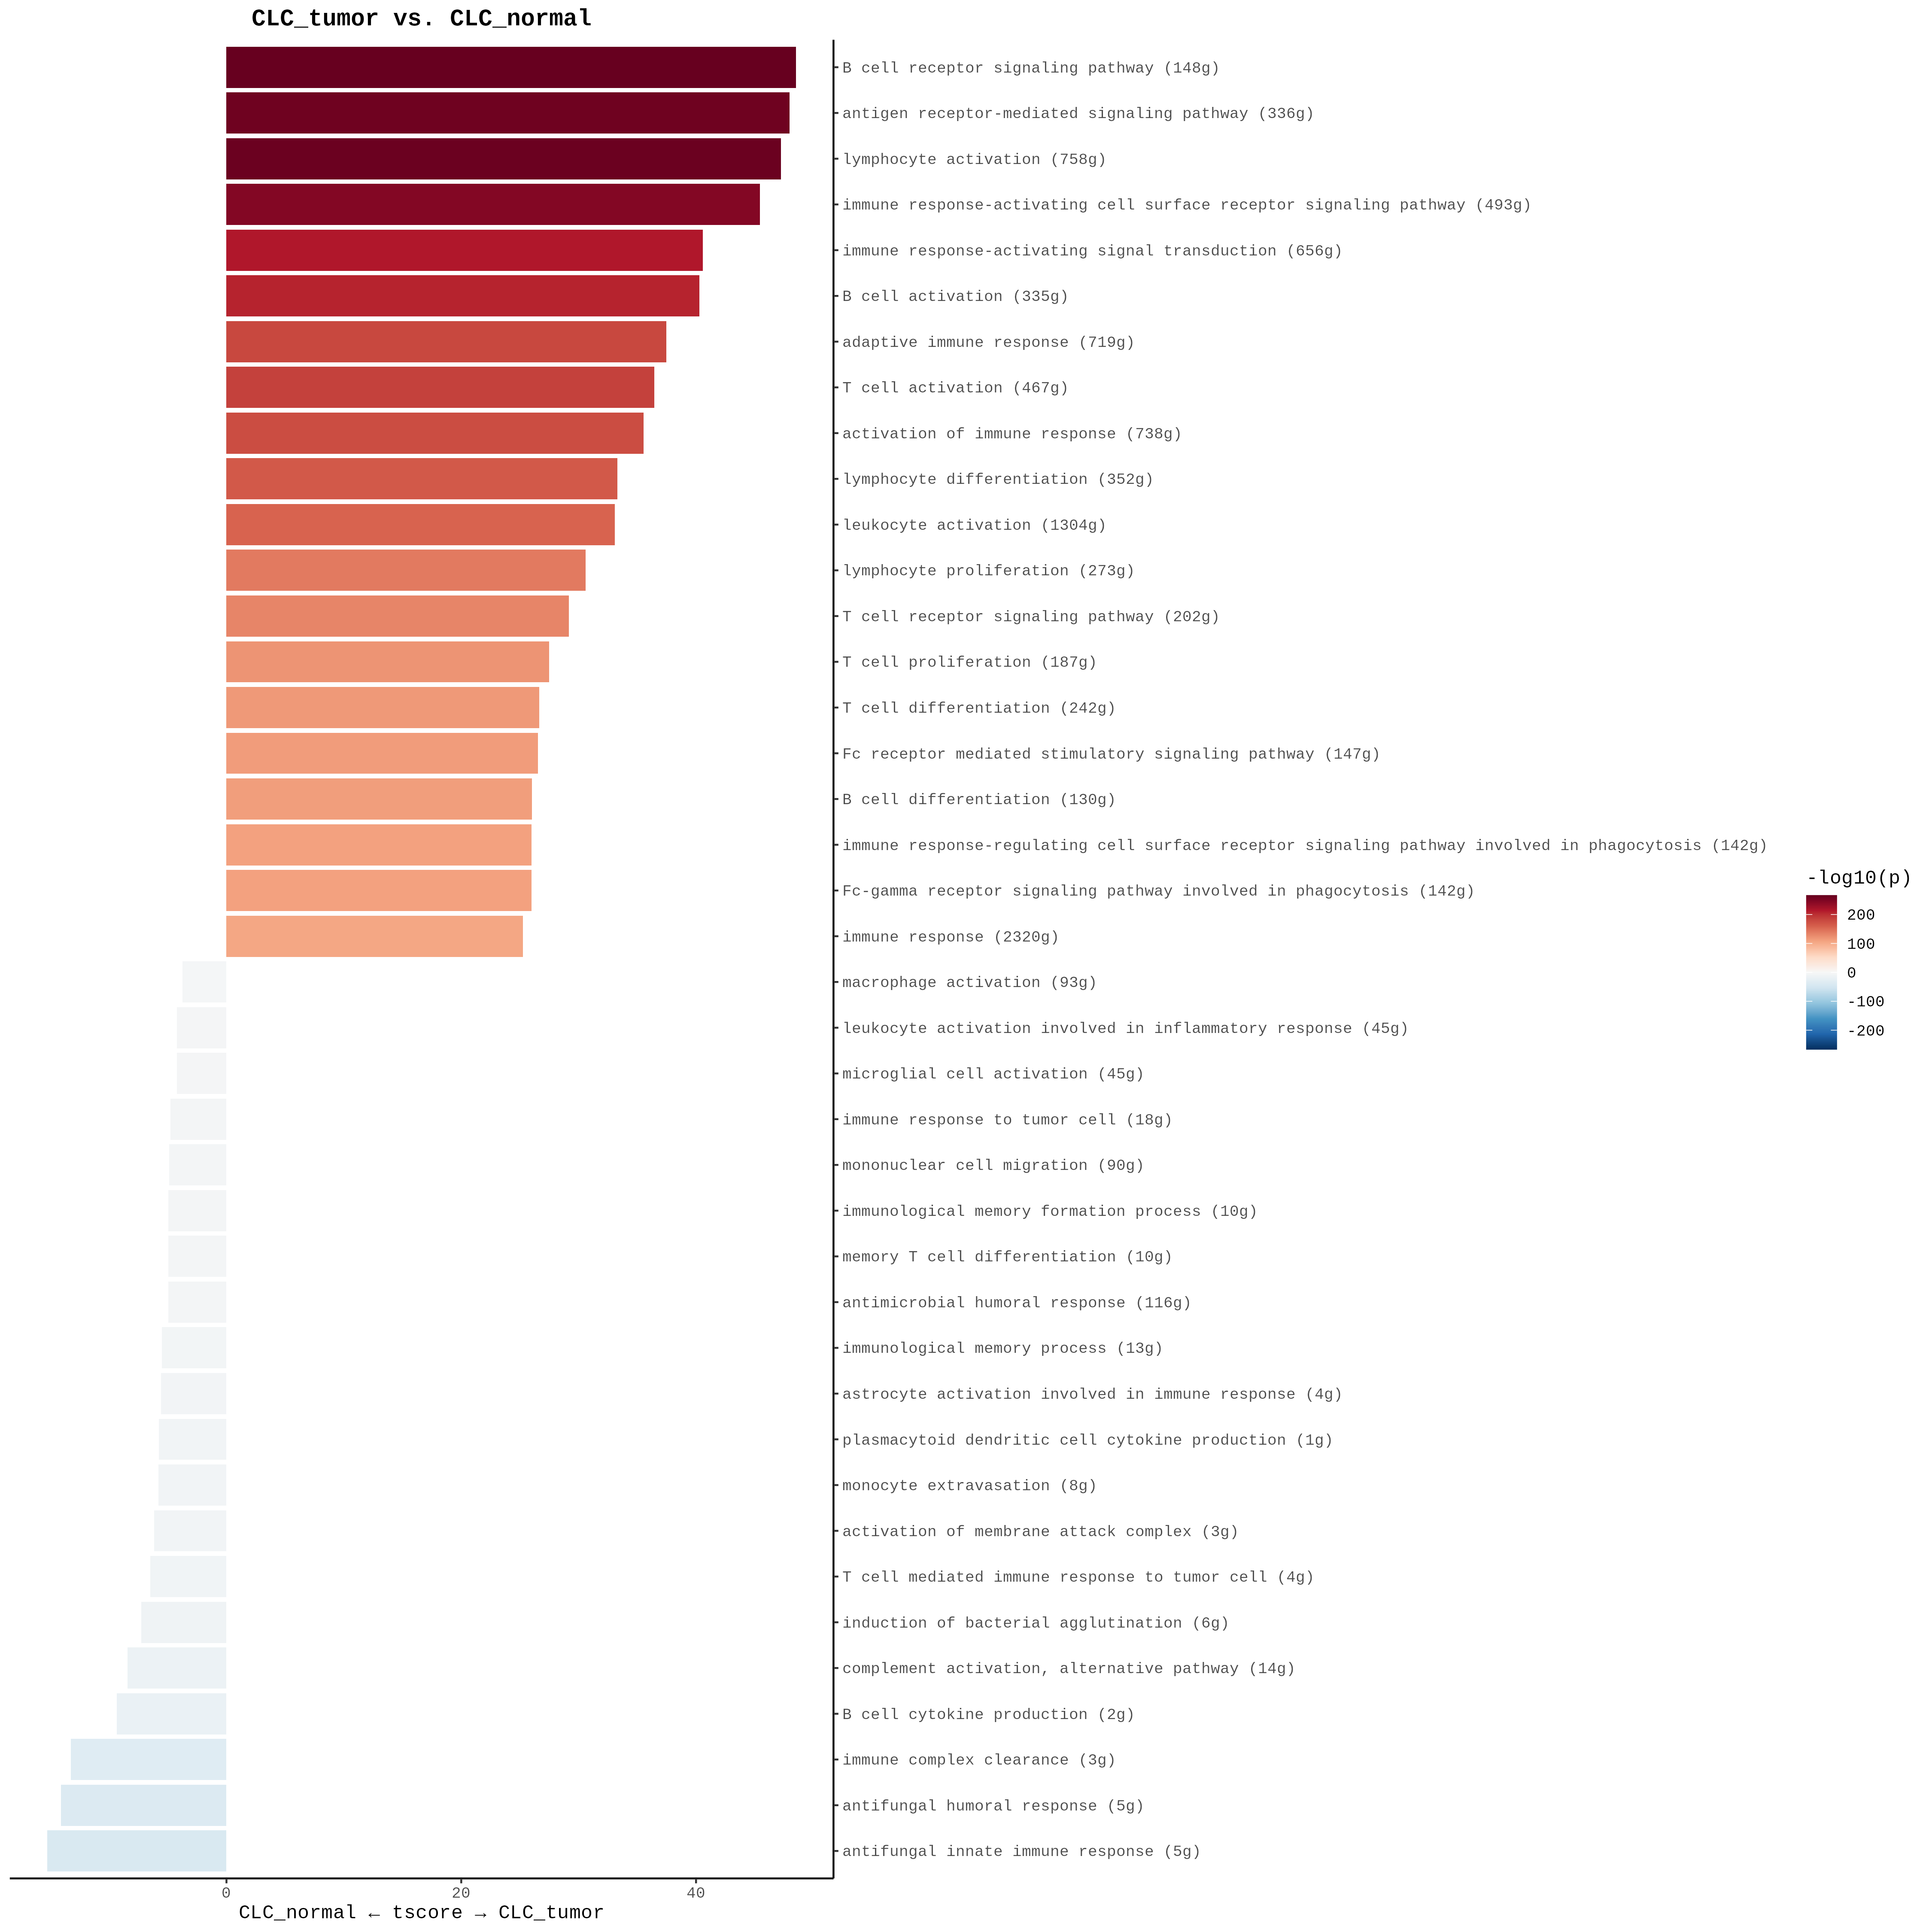 CLC_tumor vs. CLC_normal
B cell receptor signaling pathway (148g)
antigen receptor-mediated signaling pathway (336g)
lymphocyte activation (758g)
immune response-activating cell surface receptor signaling pathway (493g)
immune response-activating signal transduction (656g)
B cell activation (335g)
adaptive immune response (719g)
T cell activation (467g)
activation of immune response (738g)
lymphocyte differentiation (352g)
leukocyte activation (1304g)
lymphocyte proliferation (273g)
T cell receptor signaling pathway (202g)
T cell proliferation (187g)
T cell differentiation (242g)
Fc receptor mediated stimulatory signaling pathway (147g)
B cell differentiation (130g)
immune response-regulating cell surface receptor signaling pathway involved in phagocytosis (142g)
Fc-gamma receptor signaling pathway involved in phagocytosis (142g)
immune response (2320g)
macrophage activation (93g)
leukocyte activation involved in inflammatory response (45g)
microglial cell activation (45g)
immune response to tumor cell (18g)
mononuclear cell migration (90g)
immunological memory formation process (10g)
memory T cell differentiation (10g)
antimicrobial humoral response (116g)
immunological memory process (13g)
astrocyte activation involved in immune response (4g)
plasmacytoid dendritic cell cytokine production (1g)
monocyte extravasation (8g)
activation of membrane attack complex (3g)
T cell mediated immune response to tumor cell (4g)
induction of bacterial agglutination (6g)
complement activation, alternative pathway (14g)
B cell cytokine production (2g)
immune complex clearance (3g)
antifungal humoral response (5g)
antifungal innate immune response (5g)
0 20 40
CLC_normal ← tscore → CLC_tumor
-log10(p)
200
100
0
-100
-200